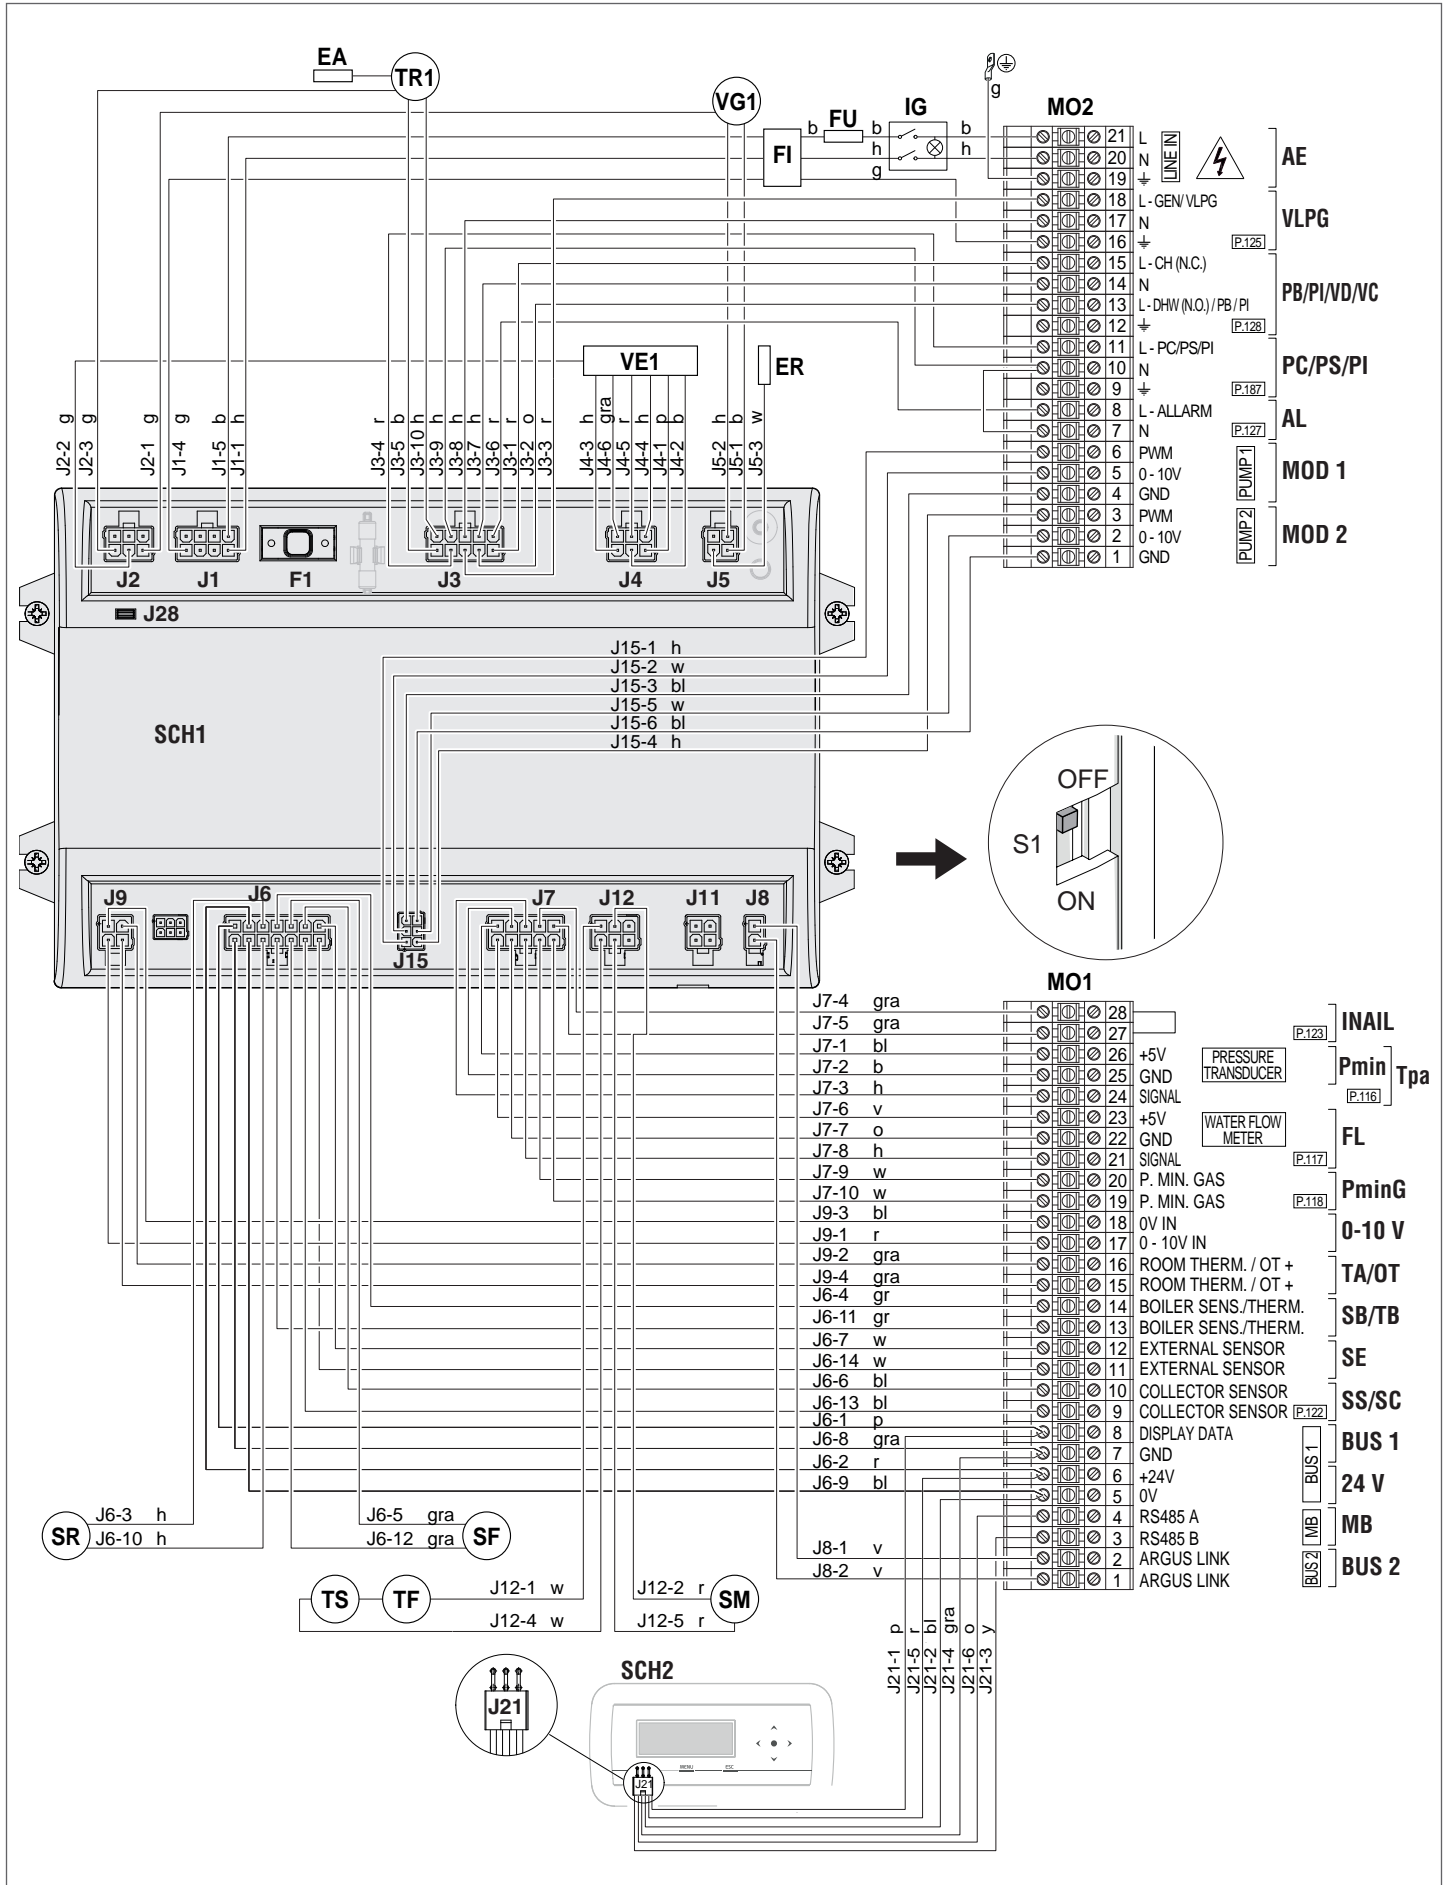 EA
TR1
VG1
g
MO2
IG
FU
b
b
b
h
h
g
FI
21 L
20 N
19
LINE IN
AE
18 L - GEN/ VLPG
17 N
16
P.125
VLPG
15 L - CH (N.C.)
14 N
13 L - DHW (N.O.) / PB / PI
12
P.128
PB/PI/VD/VC
11 L - PC/PS/PI
10 N
9
P.187
PC/PS/PI
8 L - ALLARM
7 N
P.127
AL
6 PWM
5 0 - 10V
4 GND
PUMP1
MOD 1
3 PWM
2 0 - 10V
1 GND
PUMP 2
MOD 2
VE1
ER
J2-2 g
J2-3 g
J2-1 g
J1-4 g
J1-5 b
J1-1 h
J3-4 r
J3-5 b
J3-10 h
J3-9 h
J3-8 h
J3-7 h
J3-6 r
J3-1 r
J3-2 o
J3-3 r
J4-3 h
J4-6 gra
J4-5 r
J4-4 h
J4-1 p
J4-2 b
J5-2 h
J5-1 b
J5-3 w
J2
J1
F1
J3
J4
J5
J28
J15-1 h
J15-2 w
J15-3 bl
J15-5 w
J15-6 bl
J15-4 h
SCH1
OFF
S1
ON
J9
J6
J15
J7
J12
J11
J8
MO1
J7-4 gra
J7-5 gra
J7-1 bl
J7-2 b
J7-3 h
J7-6 v
J7-7 o
J7-8 h
J7-9 w
J7-10 w
J9-3 bl
J9-1 r
J9-2 gra
J9-4 gra
J6-4 gr
J6-11 gr
J6-7 w
J6-14 w
J6-6 bl
J6-13 bl
J6-1 p
J6-8 gra
J6-2 r
J6-9 bl
J8-1 v
J8-2 v
28
27
P.123
INAIL
26 +5V
25 GND
24 SIGNAL
PRESSURE
TRANSDUCER
Pmin
Tpa
P.116
23 +5V
22 GND
21 SIGNAL
WATER FLOW
METER
P.117
FL
20 P. MIN. GAS
19 P. MIN. GAS
P.118
PminG
18 0V IN
17 0 - 10V IN
0-10 V
16 ROOM THERM. / OT +
15 ROOM THERM. / OT +
TA/OT
14 BOILER SENS./THERM.
13 BOILER SENS./THERM.
SB/TB
12 EXTERNAL SENSOR
11 EXTERNAL SENSOR
SE
10 COLLECTOR SENSOR
9 COLLECTOR SENSOR
P.122
SS/SC
8 DISPLAY DATA
7 GND
BUS 1
BUS 1
6 +24V
5 0V
24 V
4 RS485 A
3 RS485 B
MB
MB
2 ARGUS LINK
1 ARGUS LINK
BUS 2
BUS 2
SR
J6-3 h
J6-10 h
J6-5 gra
J6-12 gra
SF
TS
TF
J12-1 w
J12-4 w
J12-2 r
J12-5 r
SM
J21-1 p
J21-5 r
J21-2 bl
J21-4 gra
J21-6 o
J21-3 y
SCH2
J21
MENU
ESC
J21